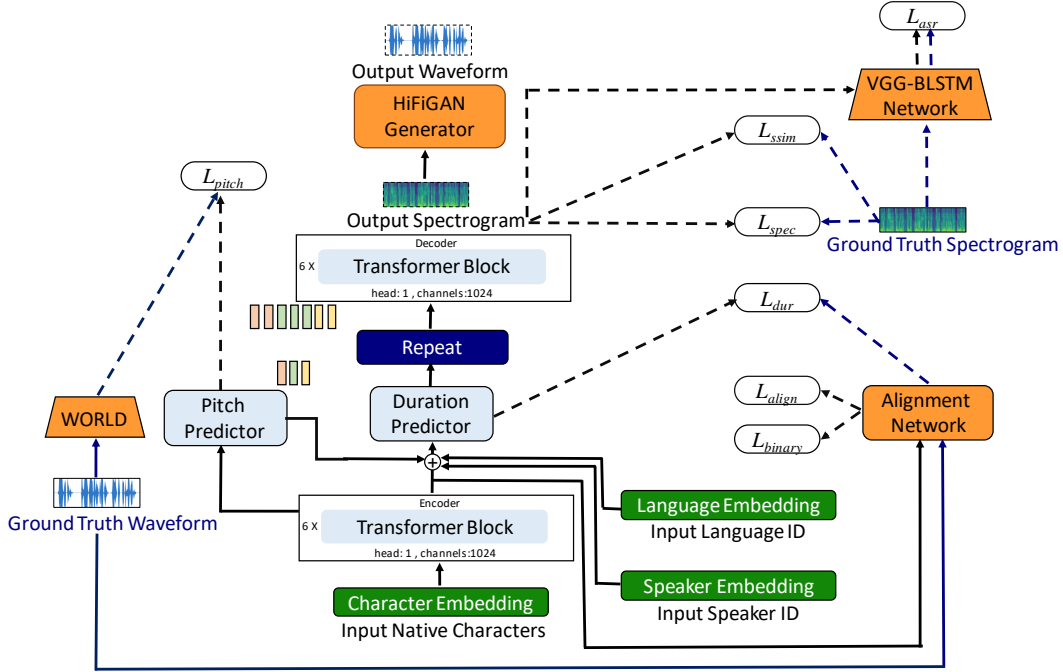 L_asr
Output Waveform
HiFiGAN
Generator
VGG-BLSTM
Network
L_ssim
L_pitch
Output Spectrogram
L_spec
Ground Truth Spectrogram
Decoder
6 X
Transformer Block
head: 1 , channels:1024
L_dur
Repeat
WORLD
Pitch
Predictor
Duration
Predictor
L_align
L_binary
Alignment
Network
+
Ground Truth Waveform
Encoder
6 X
Transformer Block
head: 1 , channels:1024
Language Embedding
Input Language ID
Character Embedding
Input Native Characters
Speaker Embedding
Input Speaker ID